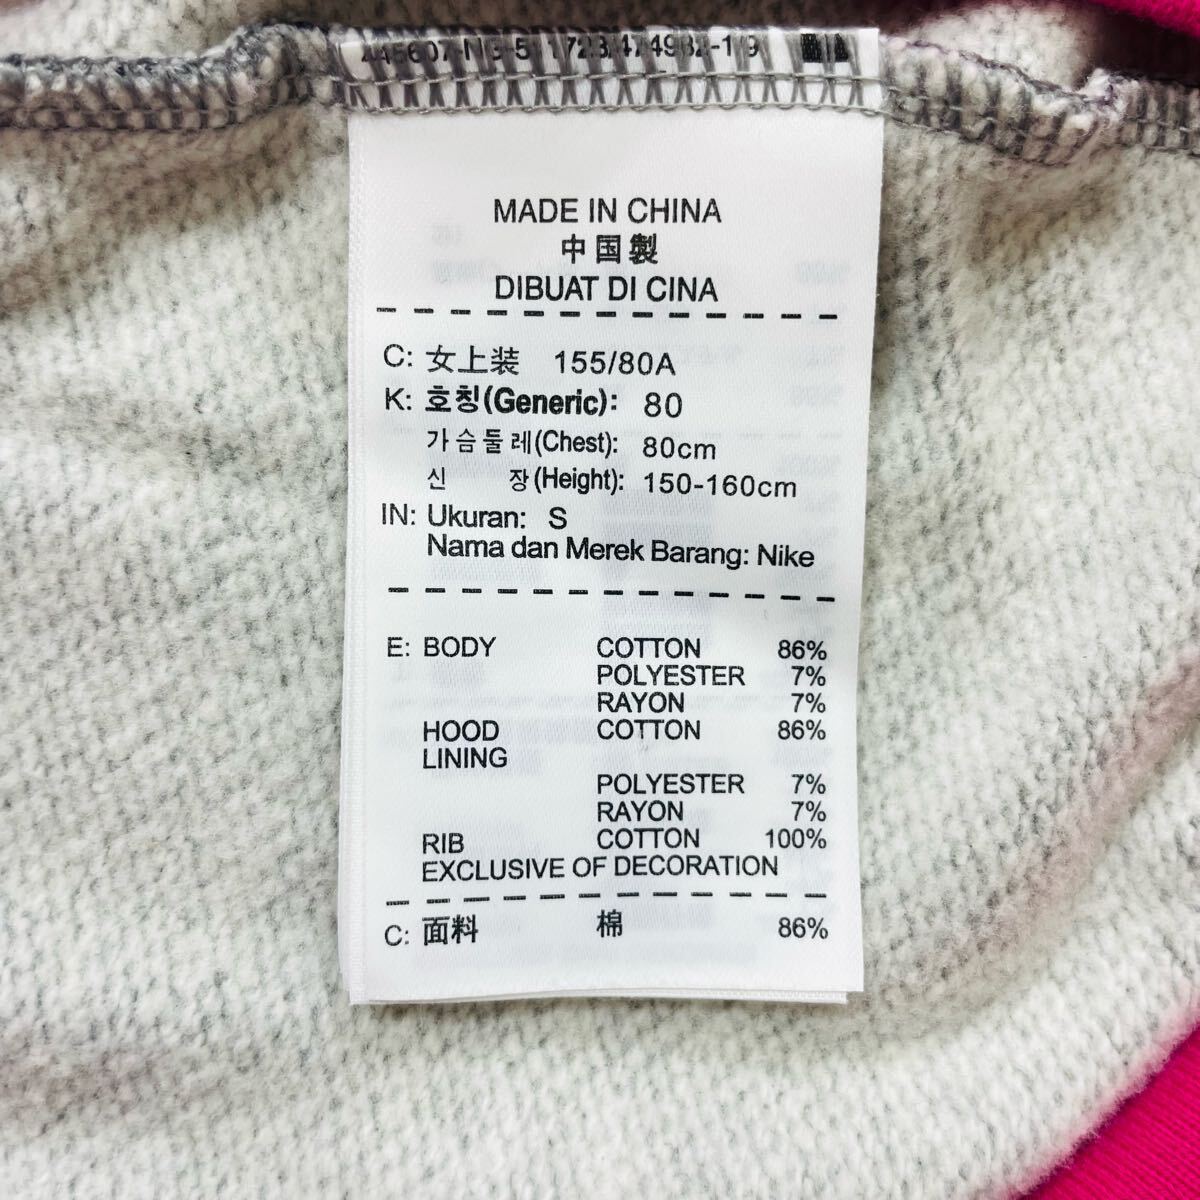 MADE IN CHINA
中国製
DIBUAT DI CINA
C: 女上装 155/80A
K: 호칭(Generic): 80
가슴둘레(Chest): 80cm
신 장(Height): 150-160cm
IN: Ukuran: S
Nama dan Merek Barang: Nike
E: BODY COTTON 86%
POLYESTER 7%
RAYON 7%
HOOD COTTON 86%
LINING
POLYESTER 7%
RAYON 7%
RIB COTTON 100%
EXCLUSIVE OF DECORATION
C: 面料 棉 86%